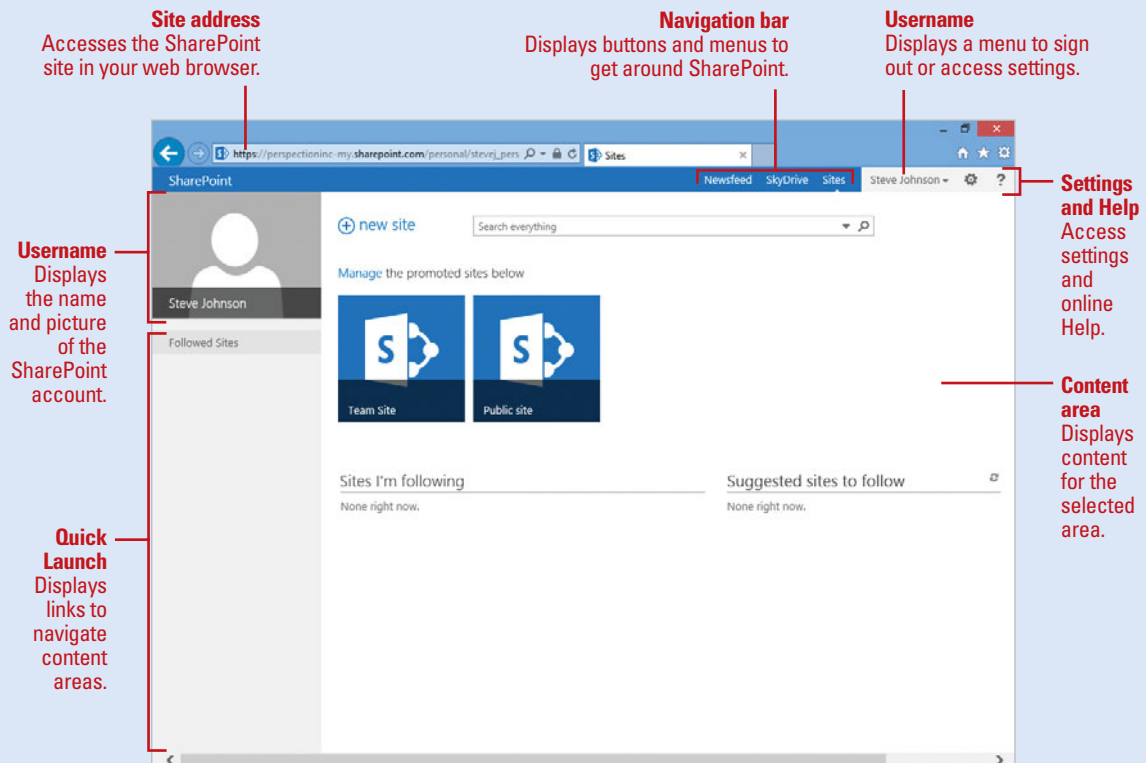 Site address
Accesses the SharePoint
site in your web browser.
Navigation bar
Displays buttons and menus to
get around SharePoint.
Username
Displays a menu to sign
out or access settings.
https://perspectioninc-my.sharepoint.com/personal/stevej_pers
Sites
SharePoint
Newsfeed SkyDrive Sites
Steve Johnson
?
Settings
and Help
Access
settings
and
online
Help.
Username
Displays
the name
and picture
of the
SharePoint
account.
Steve Johnson
Followed Sites
new site
Search everything
Manage the promoted sites below
S
Team Site
S
Public site
Content
area
Displays
content
for the
selected
area.
Sites I'm following
None right now.
Suggested sites to follow
None right now.
Quick
Launch
Displays
links to
navigate
content
areas.